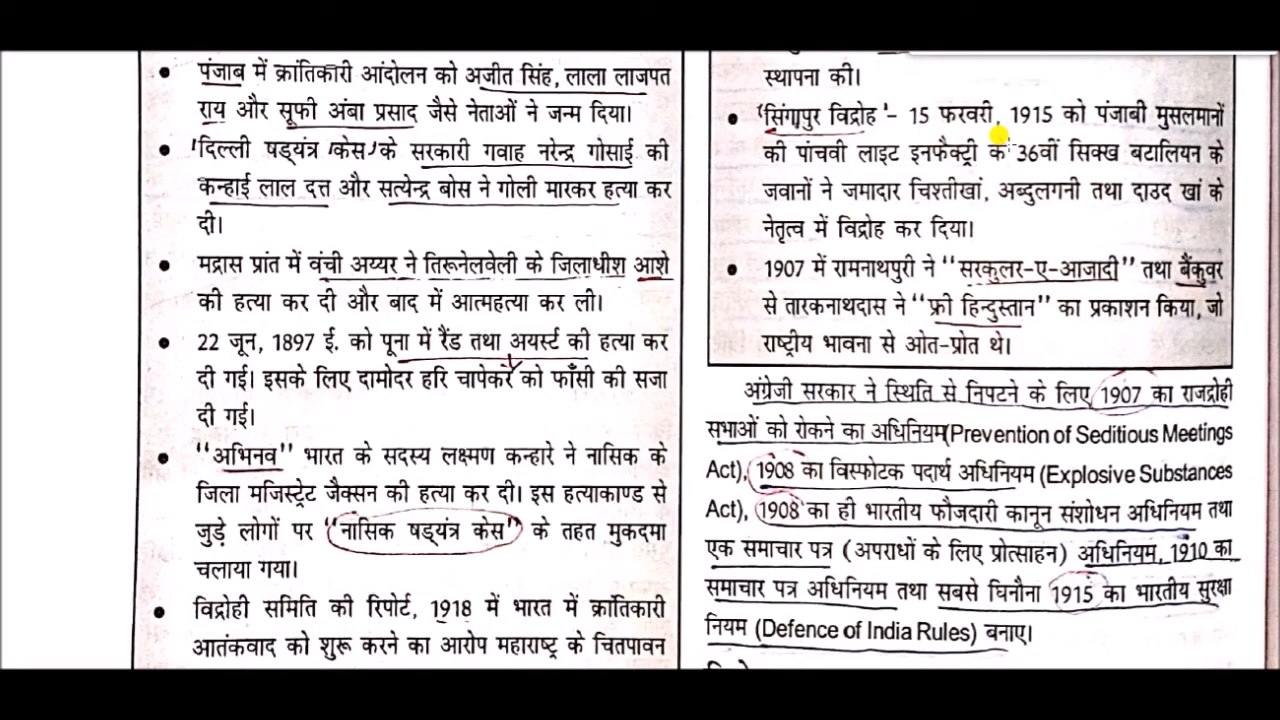 पंजाब में क्रांतिकारी आंदोलन को अजीत सिंह, लाला लाजपत
राय और सूफी अंबा प्रसाद जैसे नेताओं ने जन्म दिया।
'दिल्ली षड्यंत्र केस' के सरकारी गवाह नरेन्द्र गोसाई की
कन्हाई लाल दत्त और सत्येन्द्र बोस ने गोली मारकर हत्या कर
दी।
मद्रास प्रांत में वंची अय्यर ने तिरूनेलवेली के जिलाधीश आशे
की हत्या कर दी और बाद में आत्महत्या कर ली।
22 जून, 1897 ई. को पूना में रैंड तथा अयर्स्ट की हत्या कर
दी गई। इसके लिए दामोदर हरि चापेकर को फाँसी की सजा
दी गई।
"अभिनव" भारत के सदस्य लक्ष्मण कन्हारे ने नासिक के
जिला मजिस्ट्रेट जैक्सन की हत्या कर दी। इस हत्याकाण्ड से
जुड़े लोगों पर "नासिक षड्यंत्र केस" के तहत मुकदमा
चलाया गया।
विद्रोही समिति की रिपोर्ट, 1918 में भारत में क्रांतिकारी
आतंकवाद को शुरू करने का आरोप महाराष्ट्र के चितपावन
स्थापना की।
'सिंगापुर विद्रोह'- 15 फरवरी, 1915 को पंजाबी मुसलमानों
की पांचवी लाइट इनफैक्ट्री के 36वीं सिक्ख बटालियन के
जवानों ने जमादार चिश्तीखां, अब्दुलगनी तथा दाउद खां के
नेतृत्व में विद्रोह कर दिया।
1907 में रामनाथपुरी ने "सरकुलर-ए-आजादी" तथा बैंकुवर
से तारकनाथदास ने "फ्री हिन्दुस्तान" का प्रकाशन किया, जो
राष्ट्रीय भावना से ओत-प्रोत थे।
अंग्रेजी सरकार ने स्थिति से निपटने के लिए 1907 का राजद्रोही
सभाओं को रोकने का अधिनियम(Prevention of Seditious Meetings
Act), 1908 का विस्फोटक पदार्थ अधिनियम (Explosive Substances
Act), 1908 का ही भारतीय फौजदारी कानून संशोधन अधिनियम तथा
एक समाचार पत्र (अपराधों के लिए प्रोत्साहन) अधिनियम, 1910 का
समाचार पत्र अधिनियम तथा सबसे घिनौना 1915 का भारतीय सुरक्षा
नियम (Defence of India Rules) बनाए।